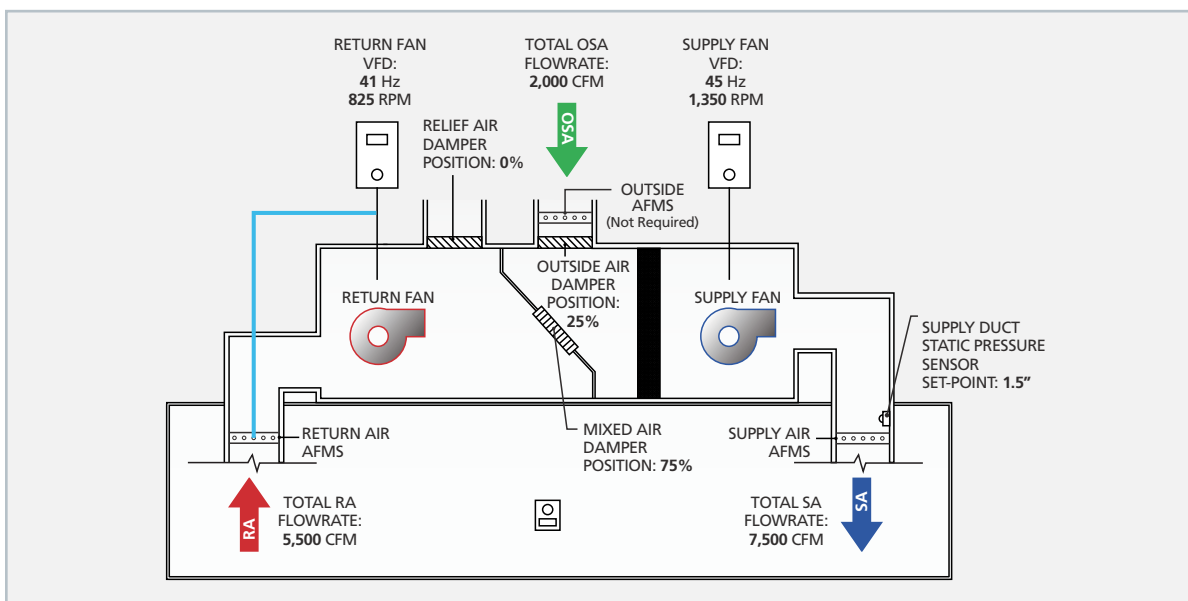 RETURN FAN
VFD:
41 Hz
825 RPM
TOTAL OSA
FLOWRATE:
2,000 CFM
SUPPLY FAN
VFD:
45 Hz
1,350 RPM
OSA
RELIEF AIR
DAMPER
POSITION: 0%
OUTSIDE
AFMS
(Not Required)
OUTSIDE AIR
DAMPER
POSITION:
25%
RETURN FAN
SUPPLY FAN
SUPPLY DUCT
STATIC PRESSURE
SENSOR
SET-POINT: 1.5”
RETURN AIR
AFMS
MIXED AIR
DAMPER
POSITION: 75%
SUPPLY AIR
AFMS
RA
TOTAL RA
FLOWRATE:
5,500 CFM
TOTAL SA
FLOWRATE:
7,500 CFM
SA